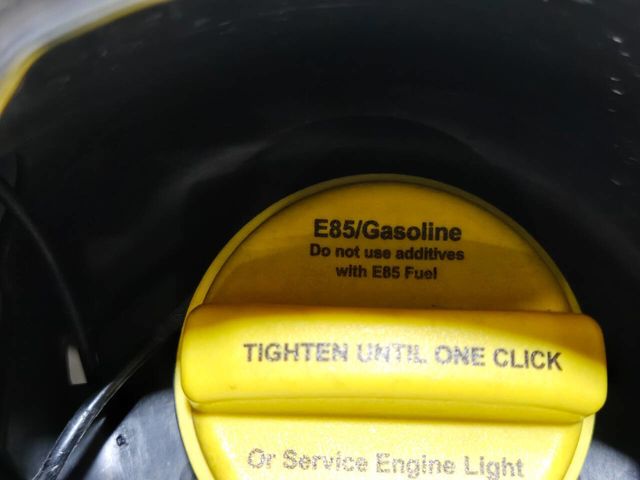 E85/Gasoline
Do not use additives
with E85 Fuel
TIGHTEN UNTIL ONE CLICK
Or Service Engine Light